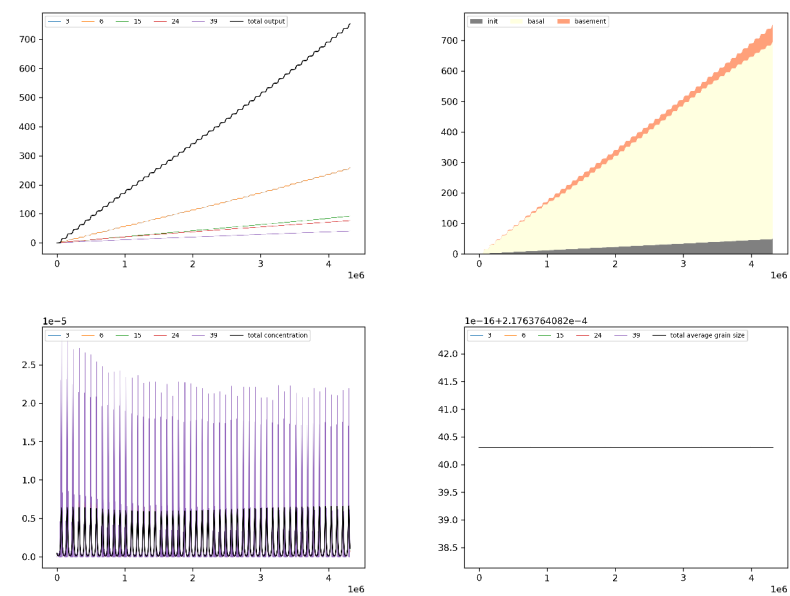 3 6 15 24 39 total output
700
600
500
400
300
200
100
0
0 1 2 3 4
1e6
init basal basement
700
600
500
400
300
200
100
0
0 1 2 3 4
1e6
1e−5
3 6 15 24 39 total concentration
2.5
2.0
1.5
1.0
0.5
0.0
0 1 2 3 4
1e6
1e−16+2.1763764082e−4
3 6 15 24 39 total average grain size
42.0
41.5
41.0
40.5
40.0
39.5
39.0
38.5
0 1 2 3 4
1e6